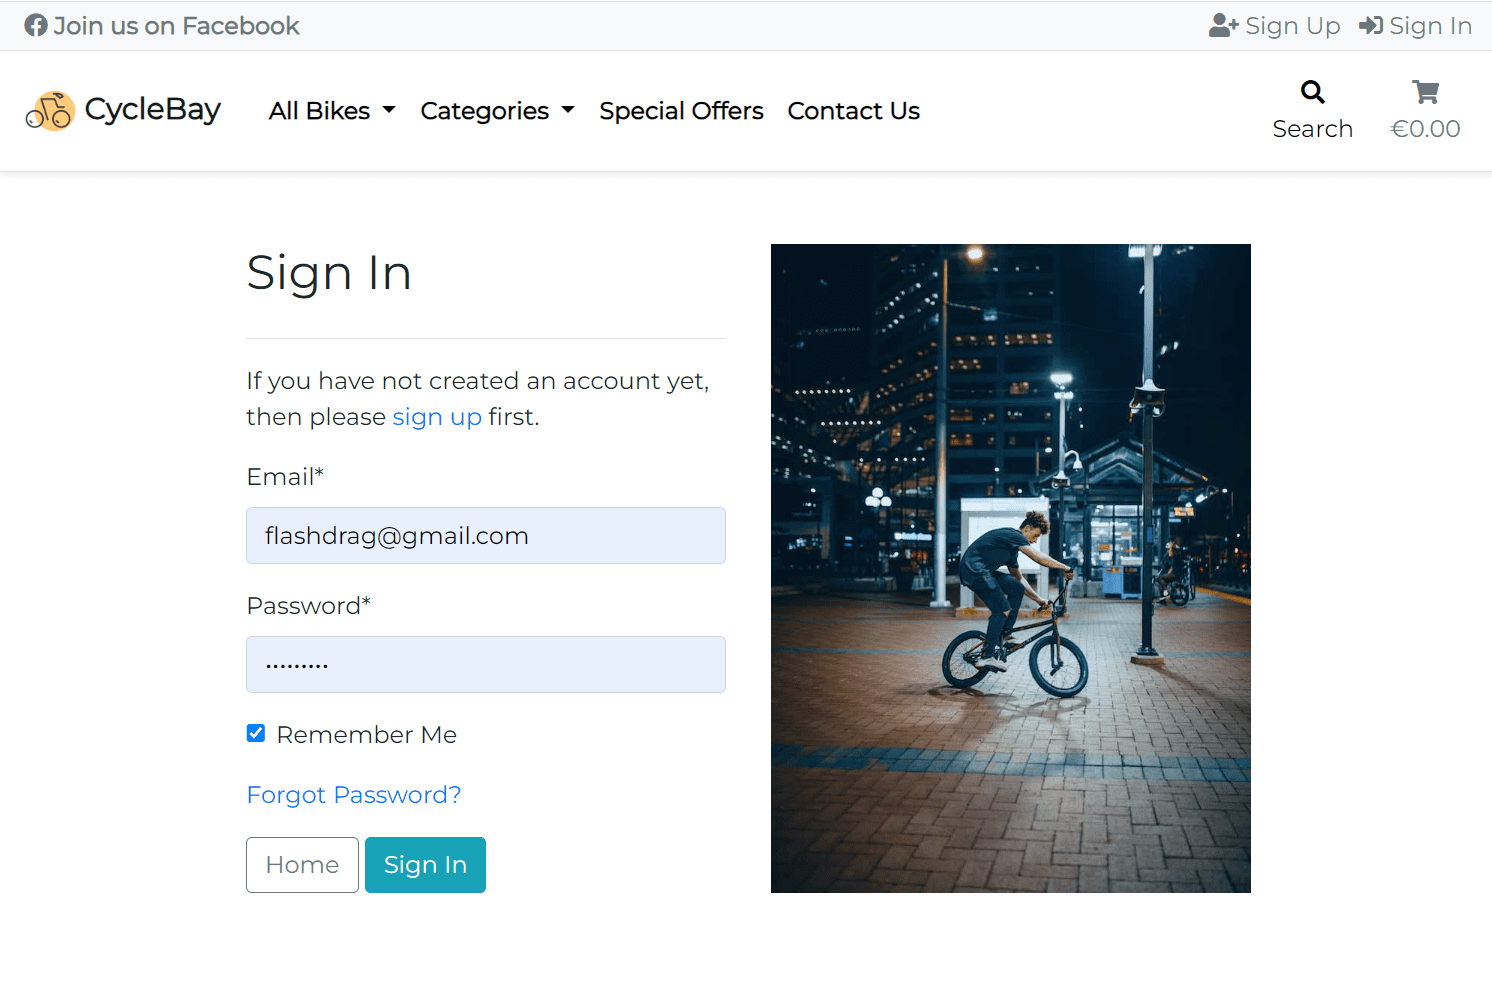 Join us on Facebook
Sign Up
Sign In
CycleBay
All Bikes
Categories
Special Offers
Contact Us
Search
€0.00
Sign In
If you have not created an account yet,
then please sign up first.
Email*
flashdrag@gmail.com
Password*
•••••••••
Remember Me
Forgot Password?
Home
Sign In